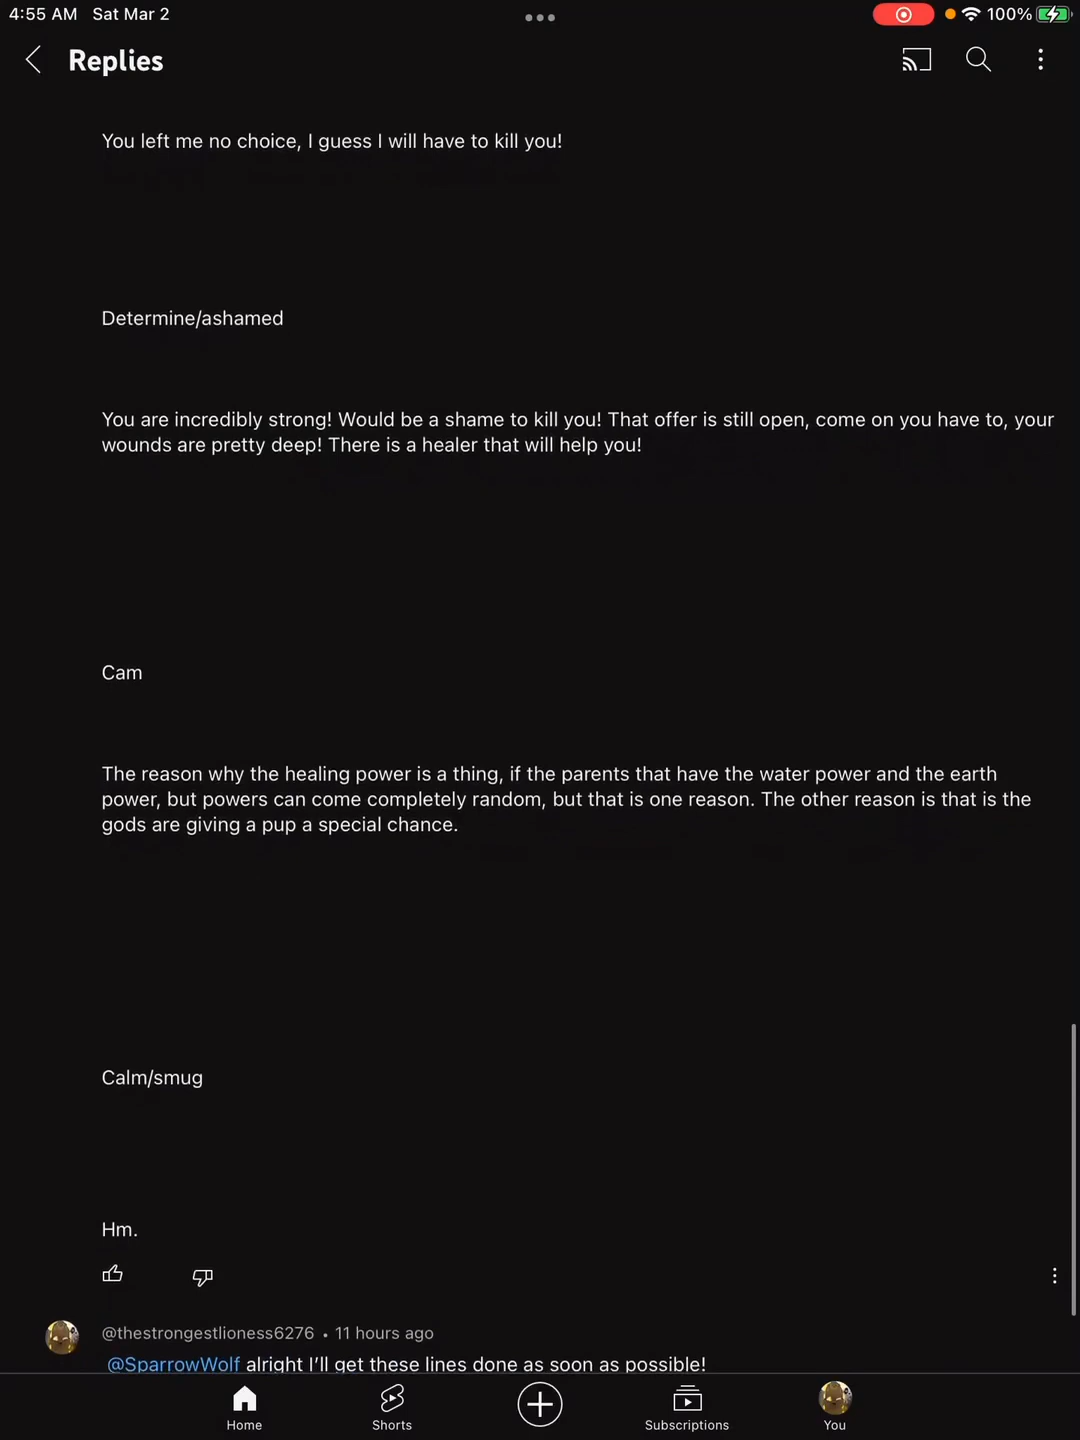 4:55 AM Sat Mar 2
100%
Replies
You left me no choice, I guess I will have to kill you!
Determine/ashamed
You are incredibly strong! Would be a shame to kill you! That offer is still open, come on you have to, your
wounds are pretty deep! There is a healer that will help you!
Cam
The reason why the healing power is a thing, if the parents that have the water power and the earth
power, but powers can come completely random, but that is one reason. The other reason is that is the
gods are giving a pup a special chance.
Calm/smug
Hm.
@thestrongestlioness6276 • 11 hours ago
@SparrowWolf alright I’ll get these lines done as soon as possible!
Home
Shorts
Subscriptions
You